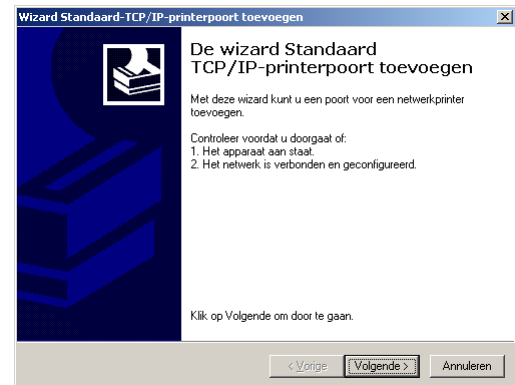 Wizard Standaard-TCP/IP-printerpoort toevoegen
De wizard Standaard
TCP/IP-printerpoort toevoegen
Met deze wizard kunt u een poort voor een netwerkprinter
toevoegen.
Controleer voordat u doorgaat of:
1. Het apparaat aan staat.
2. Het netwerk is verbonden en geconfigureerd.
Klik op Volgende om door te gaan.
< Vorige Volgende > Annuleren